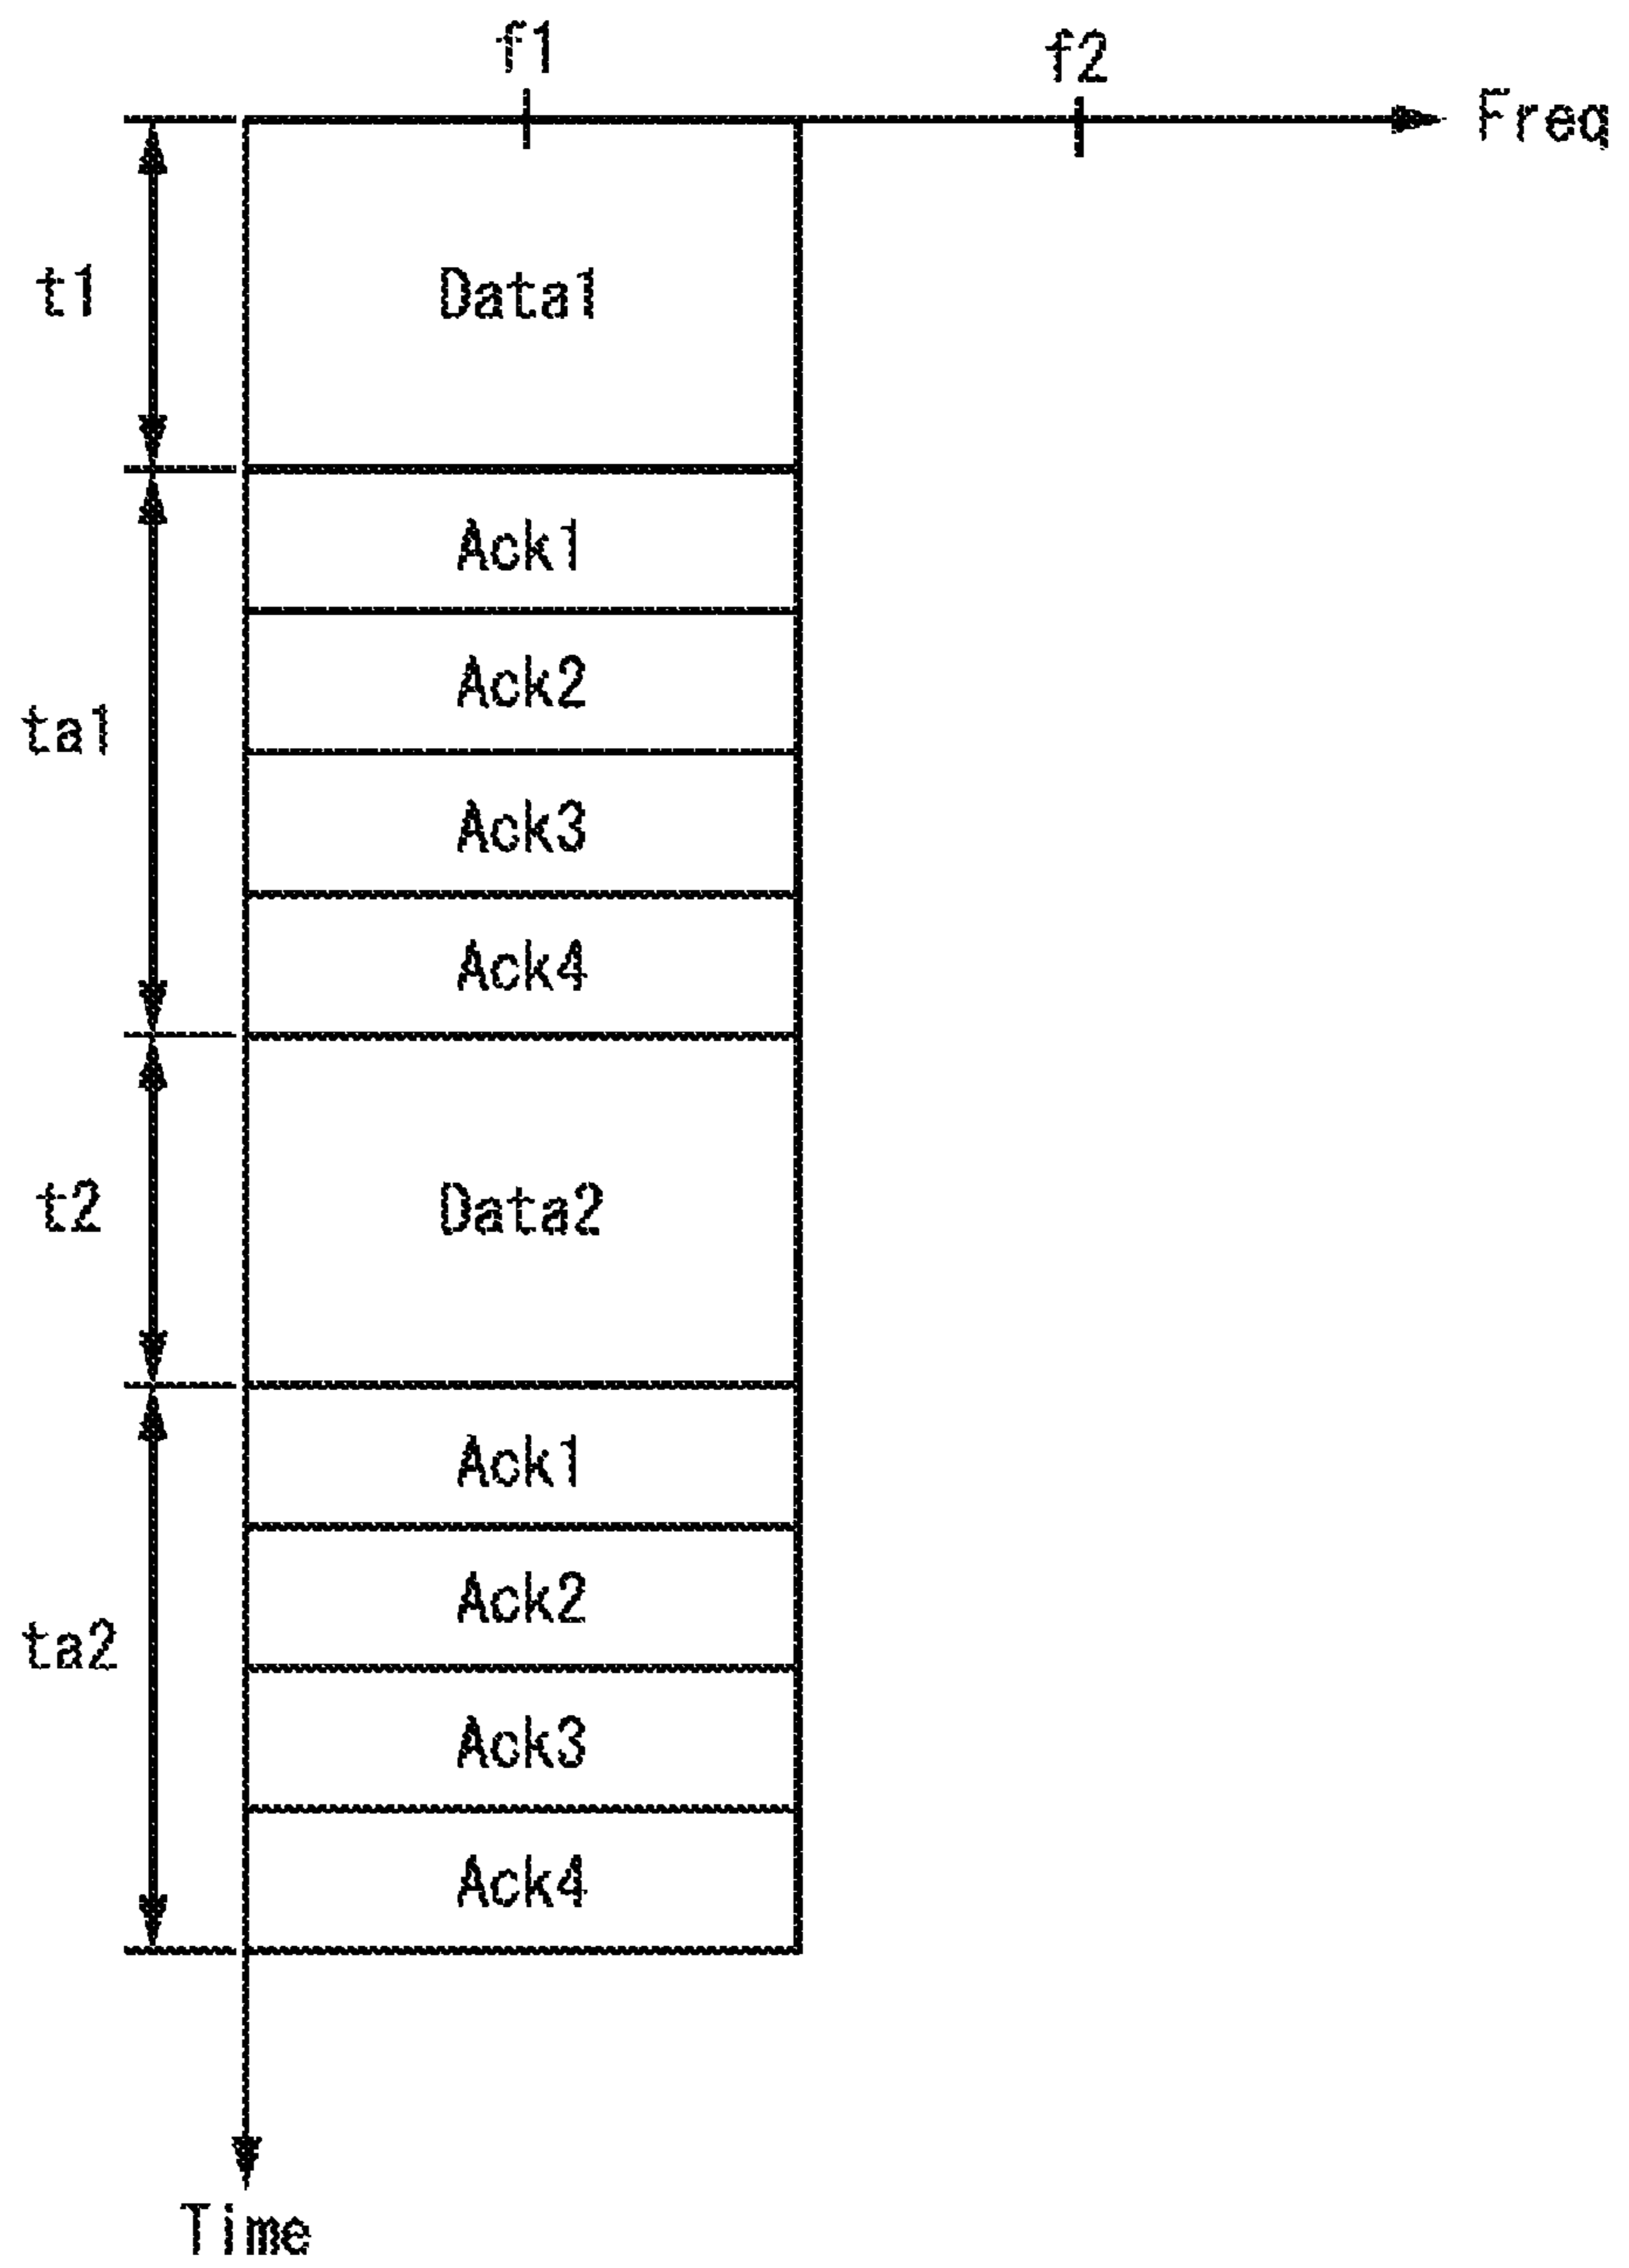 f1
f2
Freq
t1
Data1
Ack1
Ack2
ta1
Ack3
Ack4
t2
Data2
Ack1
Ack2
ta2
Ack3
Ack4
Time